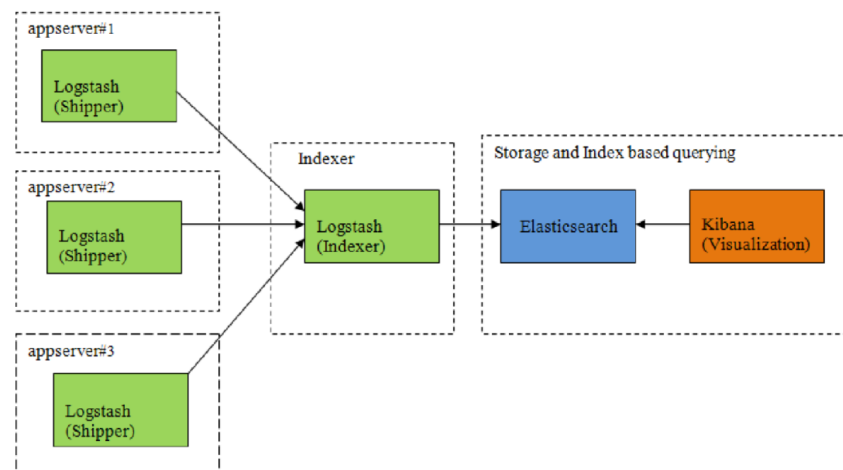 appserver#1
Logstash
(Shipper)
appserver#2
Logstash
(Shipper)
appserver#3
Logstash
(Shipper)
Indexer
Logstash
(Indexer)
Storage and Index based querying
Elasticsearch
Kibana
(Visualization)